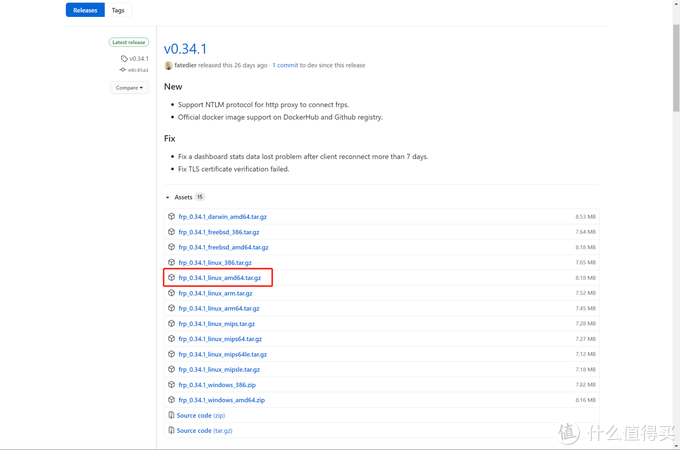 Releases Tags
Latest release
v0.34.1
Compare
v0.34.1
fatedier released this 26 days ago · 1 commit to dev since this release
New
Support NTLM protocol for http proxy to connect frps.
Official docker image support on DockerHub and Github registry.
Fix
Fix a dashboard stats data lost problem after client reconnect more than 7 days.
Fix TLS certificate verification failed.
Assets 15
frp_0.34.1_darwin_amd64.tar.gz 8.53 MB
frp_0.34.1_freebsd_386.tar.gz 7.64 MB
frp_0.34.1_freebsd_amd64.tar.gz 8.18 MB
frp_0.34.1_linux_386.tar.gz 7.65 MB
frp_0.34.1_linux_amd64.tar.gz 8.18 MB
frp_0.34.1_linux_arm.tar.gz 7.52 MB
frp_0.34.1_linux_arm64.tar.gz 7.45 MB
frp_0.34.1_linux_mips.tar.gz 7.28 MB
frp_0.34.1_linux_mips64.tar.gz 7.27 MB
frp_0.34.1_linux_mips64le.tar.gz 7.12 MB
frp_0.34.1_linux_mipsle.tar.gz 7.18 MB
frp_0.34.1_windows_386.zip 7.82 MB
frp_0.34.1_windows_amd64.zip 8.16 MB
Source code (zip)
Source code (tar.gz)
值 什么值得买